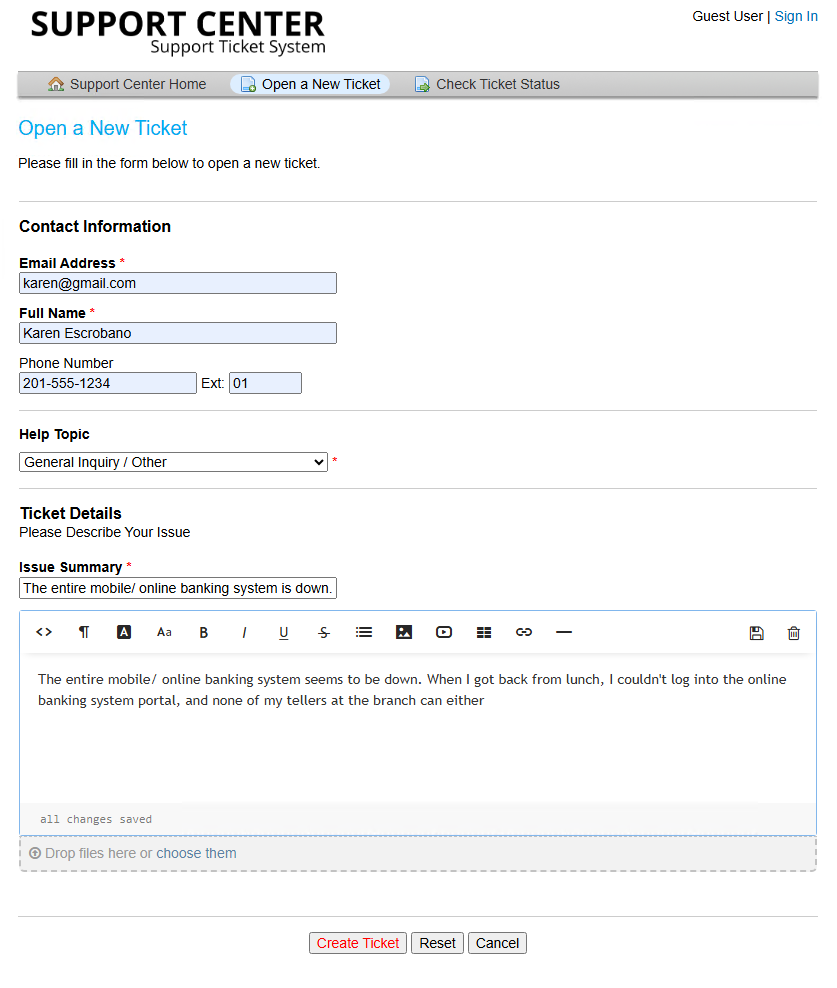 SUPPORT CENTER
Support Ticket System
Guest User | Sign In
Support Center Home Open a New Ticket Check Ticket Status
Open a New Ticket
Please fill in the form below to open a new ticket.
Contact Information
Email Address *
karen@gmail.com
Full Name *
Karen Escrobano
Phone Number
201-555-1234 Ext: 01
Help Topic
General Inquiry / Other *
Ticket Details
Please Describe Your Issue
Issue Summary *
The entire mobile/ online banking system is down.
<> ¶ A Aa B I U S
The entire mobile/ online banking system seems to be down. When I got back from lunch, I couldn't log into the online
banking system portal, and none of my tellers at the branch can either
all changes saved
Drop files here or choose them
Create Ticket Reset Cancel